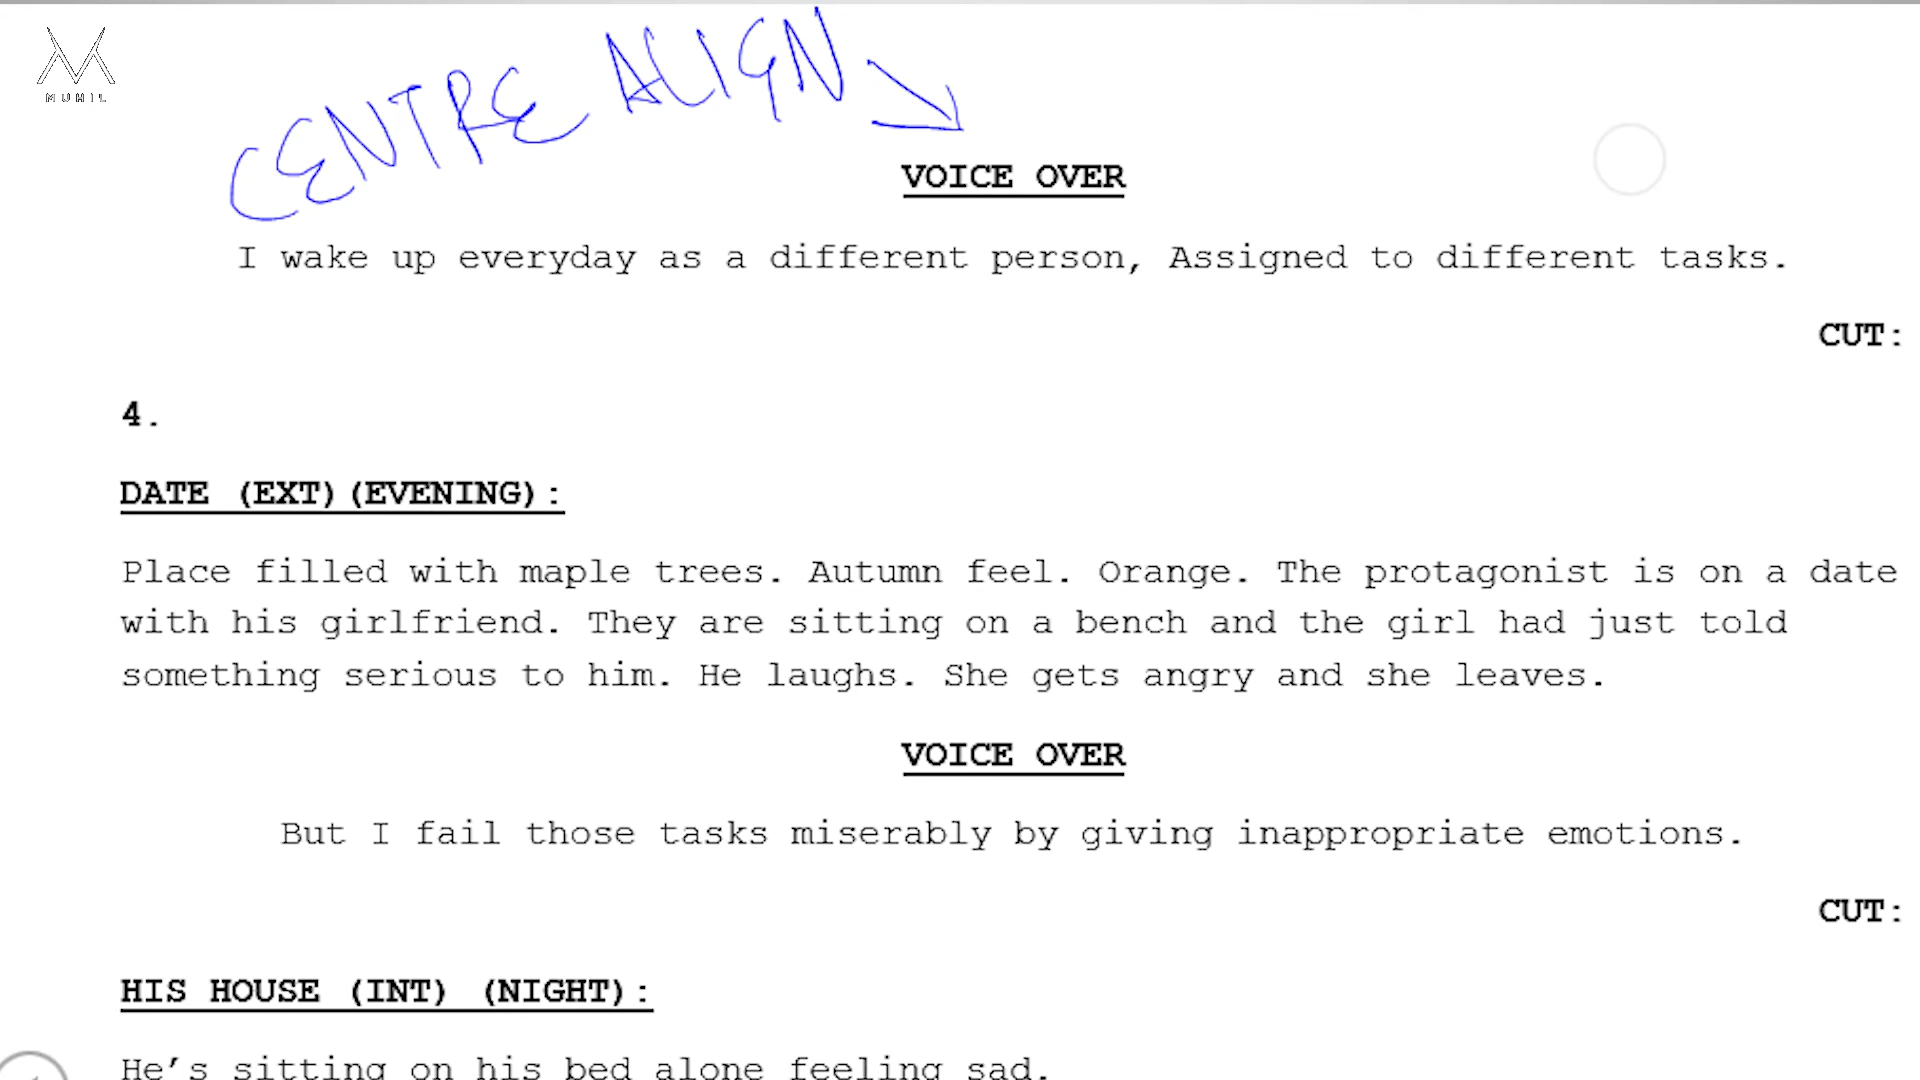 MUHIL
CENTRE ALIGN
VOICE OVER
I wake up everyday as a different person, Assigned to different tasks.
CUT:
4.
DATE (EXT)(EVENING):
Place filled with maple trees. Autumn feel. Orange. The protagonist is on a date
with his girlfriend. They are sitting on a bench and the girl had just told
something serious to him. He laughs. She gets angry and she leaves.
VOICE OVER
But I fail those tasks miserably by giving inappropriate emotions.
CUT:
HIS HOUSE (INT) (NIGHT):
He’s sitting on his bed alone feeling sad.